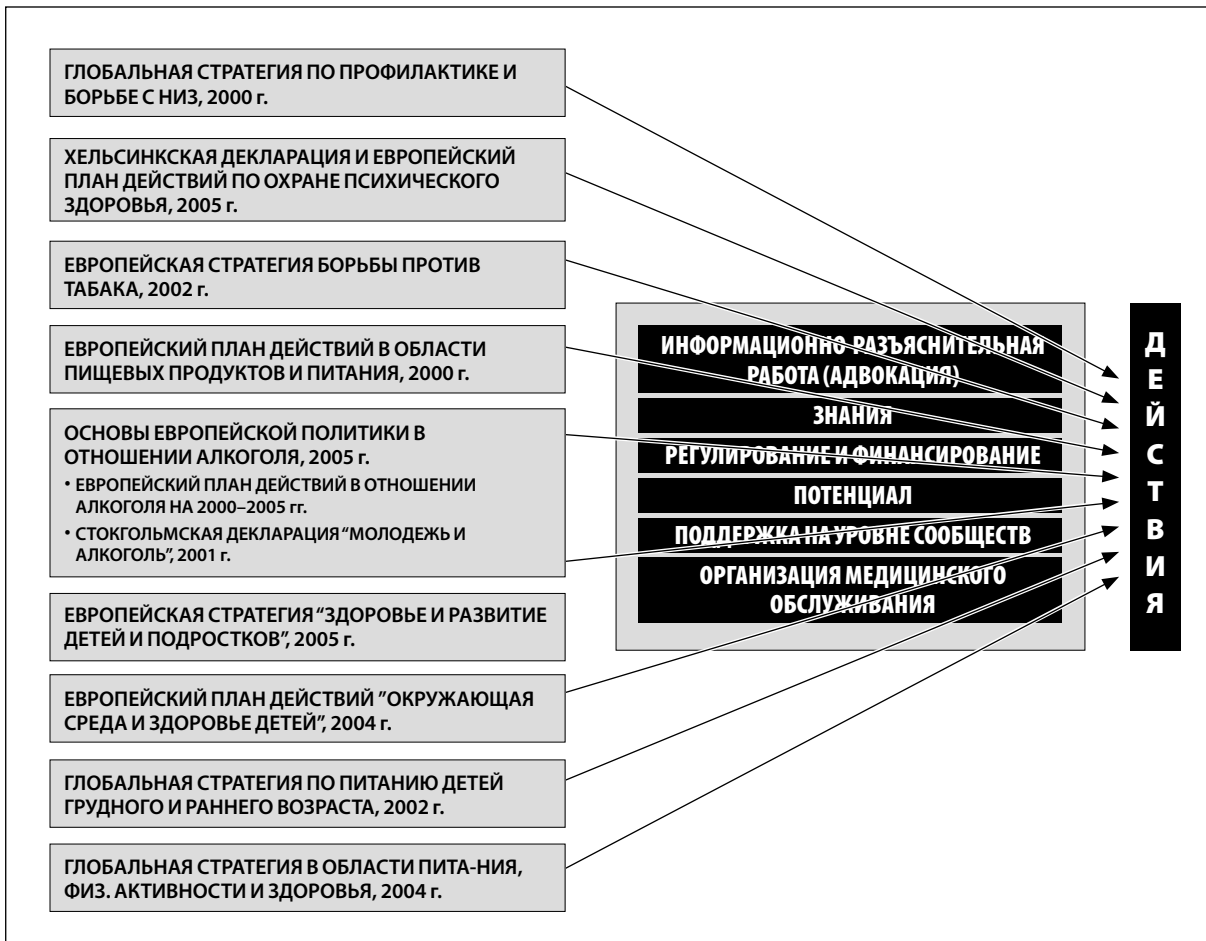 ГЛОБАЛЬНАЯ СТРАТЕГИЯ ПО ПРОФИЛАКТИКЕ И
БОРЬБЕ С НИЗ, 2000 г.
ХЕЛЬСИНКСКАЯ ДЕКЛАРАЦИЯ И ЕВРОПЕЙСКИЙ
ПЛАН ДЕЙСТВИЙ ПО ОХРАНЕ ПСИХИЧЕСКОГО
ЗДОРОВЬЯ, 2005 г.
ЕВРОПЕЙСКАЯ СТРАТЕГИЯ БОРЬБЫ ПРОТИВ
ТАБАКА, 2002 г.
ЕВРОПЕЙСКИЙ ПЛАН ДЕЙСТВИЙ В ОБЛАСТИ
ПИЩЕВЫХ ПРОДУКТОВ И ПИТАНИЯ, 2000 г.
ОСНОВЫ ЕВРОПЕЙСКОЙ ПОЛИТИКИ В
ОТНОШЕНИИ АЛКОГОЛЯ, 2005 г.
• ЕВРОПЕЙСКИЙ ПЛАН ДЕЙСТВИЙ В ОТНОШЕНИИ
АЛКОГОЛЯ НА 2000–2005 гг.
• СТОКГОЛЬМСКАЯ ДЕКЛАРАЦИЯ “МОЛОДЕЖЬ И
АЛКОГОЛЬ”, 2001 г.
ЕВРОПЕЙСКАЯ СТРАТЕГИЯ “ЗДОРОВЬЕ И РАЗВИТИЕ
ДЕТЕЙ И ПОДРОСТКОВ”, 2005 г.
ЕВРОПЕЙСКИЙ ПЛАН ДЕЙСТВИЙ ”ОКРУЖАЮЩАЯ
СРЕДА И ЗДОРОВЬЕ ДЕТЕЙ”, 2004 г.
ГЛОБАЛЬНАЯ СТРАТЕГИЯ ПО ПИТАНИЮ ДЕТЕЙ
ГРУДНОГО И РАННЕГО ВОЗРАСТА, 2002 г.
ГЛОБАЛЬНАЯ СТРАТЕГИЯ В ОБЛАСТИ ПИТА-НИЯ,
ФИЗ. АКТИВНОСТИ И ЗДОРОВЬЯ, 2004 г.
ИНФОРМАЦИОННО-РАЗЪЯСНИТЕЛЬНАЯ
РАБОТА (АДВОКАЦИЯ)
ЗНАНИЯ
РЕГУЛИРОВАНИЕ И ФИНАНСИРОВАНИЕ
ПОТЕНЦИАЛ
ПОДДЕРЖКА НА УРОВНЕ СООБЩЕСТВ
ОРГАНИЗАЦИЯ МЕДИЦИНСКОГО
ОБСЛУЖИВАНИЯ
ДЕЙСТВИЯ